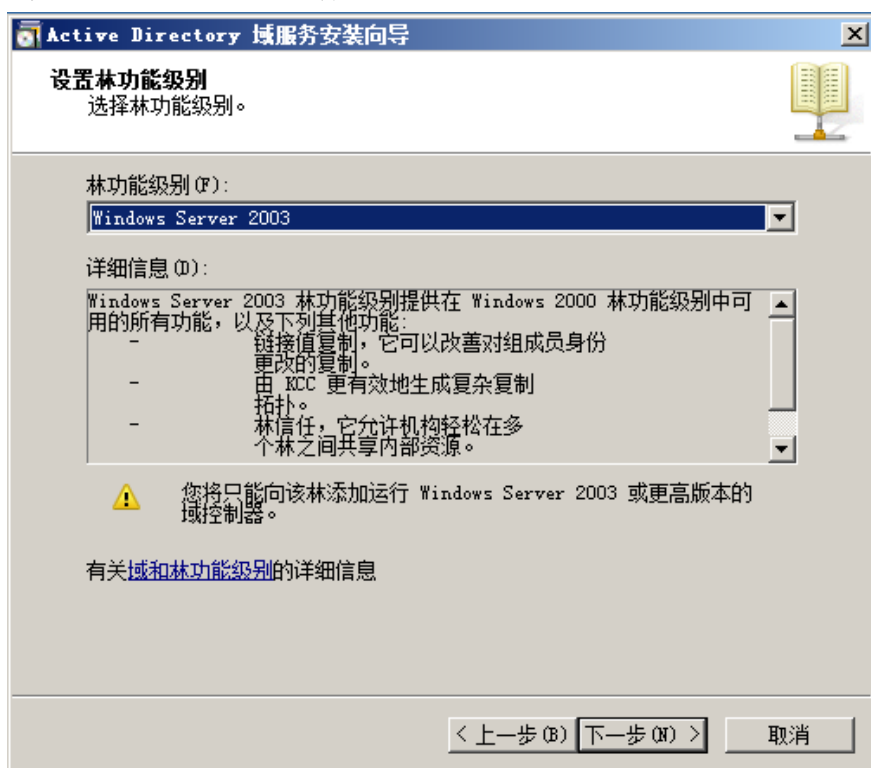 Active Directory 域服务安装向导
设置林功能级别
选择林功能级别。
林功能级别(F):
Windows Server 2003
详细信息(D):
Windows Server 2003 林功能级别提供在 Windows 2000 林功能级别中可
用的所有功能，以及下列其他功能:
- 链接值复制，它可以改善对组成员身份
更改的复制。
- 由 KCC 更有效地生成复杂复制
拓扑。
- 林信任，它允许机构轻松在多
个林之间共享内部资源。
您将只能向该林添加运行 Windows Server 2003 或更高版本的
域控制器。
有关域和林功能级别的详细信息
< 上一步(B) 下一步(N) > 取消